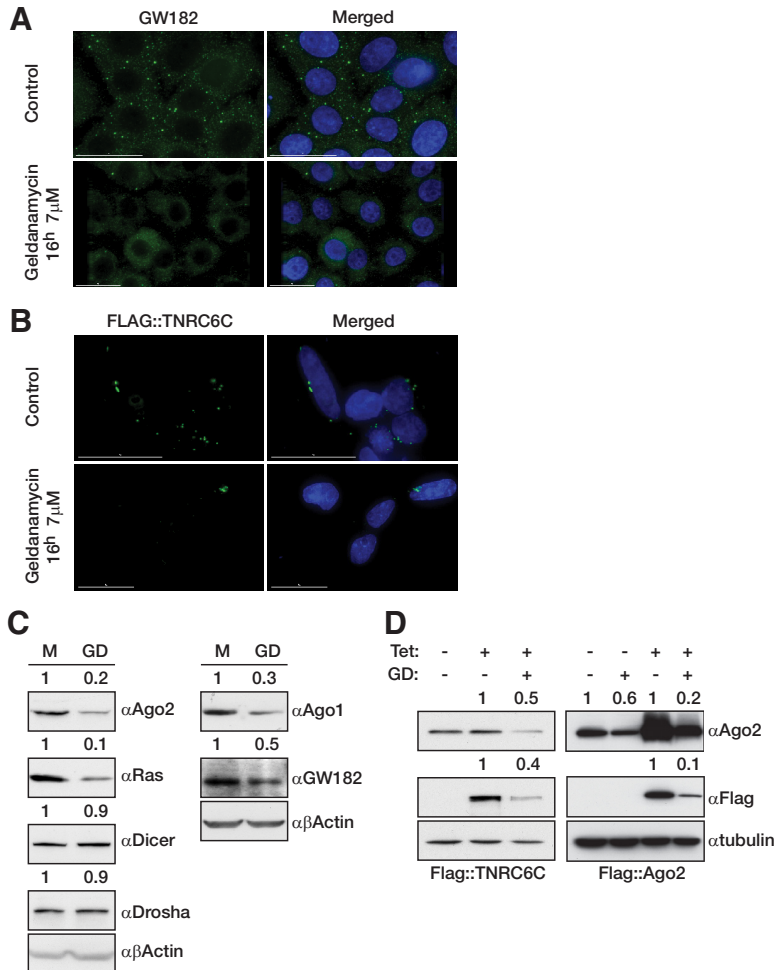 A
GW182 Merged
Control
Geldanamycin
16h 7µM
B
FLAG::TNRC6C Merged
Control
Geldanamycin
16h 7µM
C
M GD
1 0.2
αAgo2
1 0.1
αRas
1 0.9
αDicer
1 0.9
αDrosha
αβActin
M GD
1 0.3
αAgo1
1 0.5
αGW182
αβActin
D
Tet: - + + - - + +
GD: - - + - + - +
1 0.5 1 0.6 1 0.2
αAgo2
1 0.4 1 0.1
αFlag
αtubulin
Flag::TNRC6C Flag::Ago2